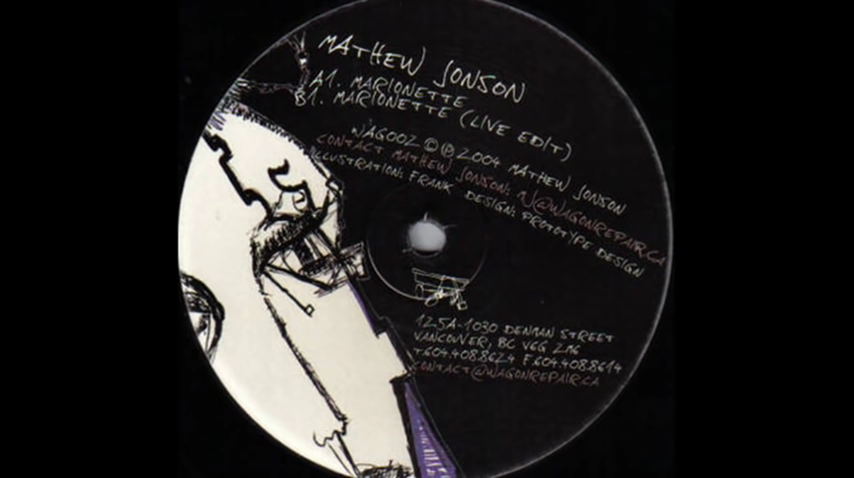 MATHEW JONSON
A1. MARIONETTE
B1. MARIONETTE (LIVE EDIT)
WAG002 © ℗ 2004 MATHEW JONSON
CONTACT MATHEW JONSON: MJ@WAGONREPAIR.CA
ILLUSTRATION: FRANK DESIGN: PROTOTYPE DESIGN
125A-1030 DENMAN STREET
VANCOUVER, BC V6G 2M6
T.604.408.8624 F.604.408.8614
CONTACT@WAGONREPAIR.CA